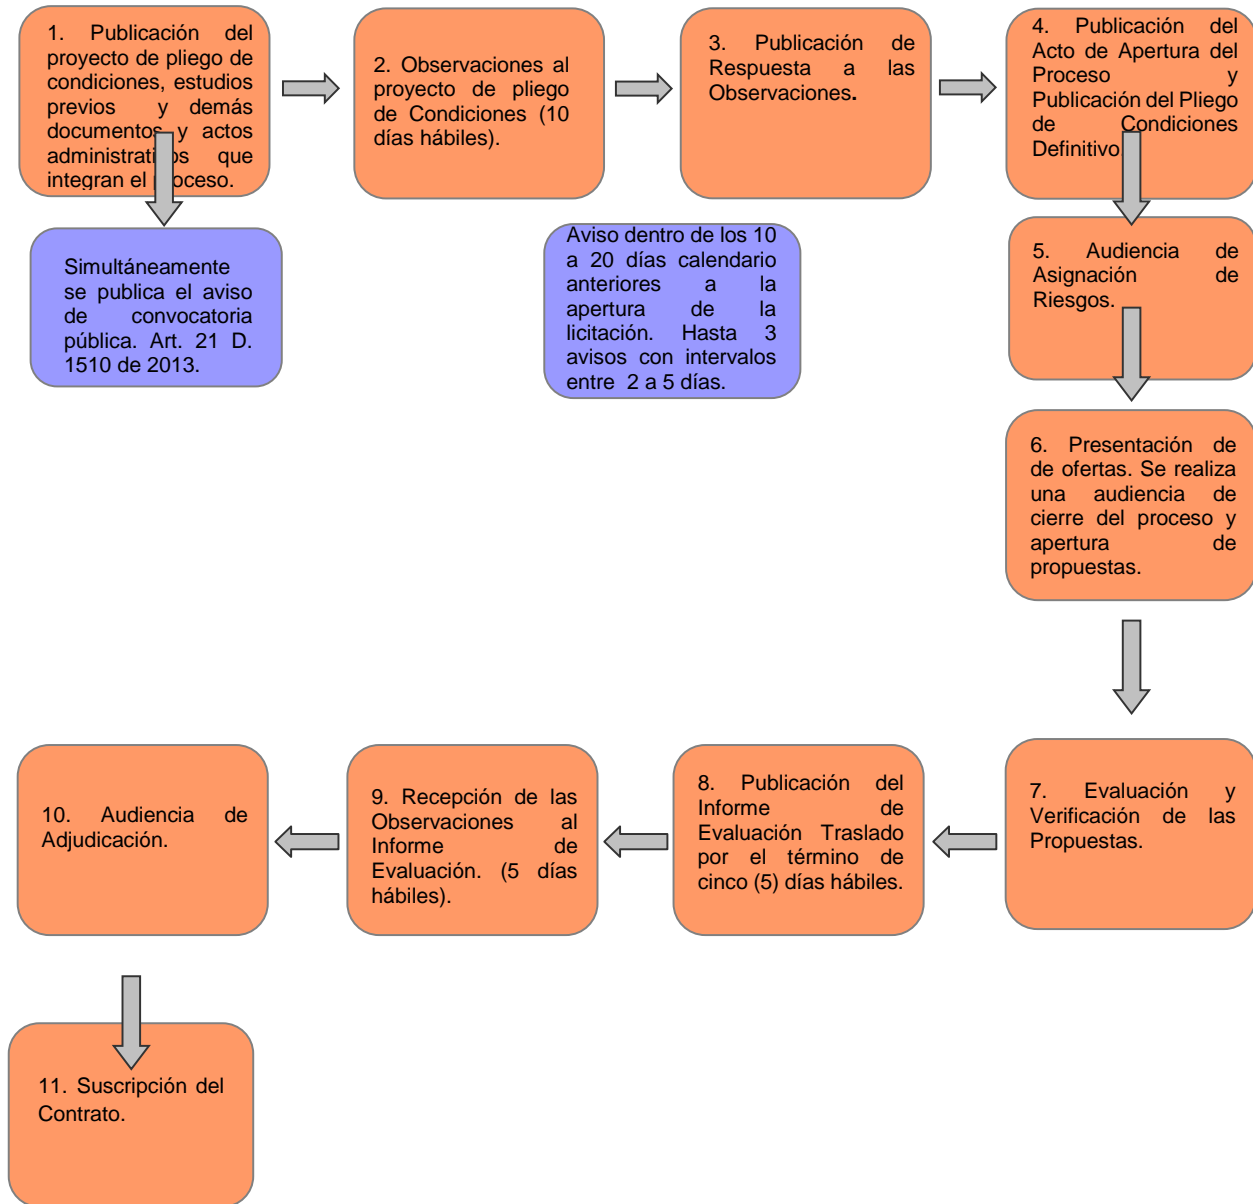 1. Publicación del
proyecto de pliego de
condiciones, estudios
previos y demás
documentos y actos
administrativos que
integran el proceso.
2. Observaciones al
proyecto de pliego
de Condiciones (10
días hábiles).
3. Publicación de
Respuesta a las
Observaciones.
4. Publicación del
Acto de Apertura del
Proceso y
Publicación del Pliego
de Condiciones
Definitivo
Simultáneamente
se publica el aviso
de convocatoria
pública. Art. 21 D.
1510 de 2013.
Aviso dentro de los 10
a 20 días calendario
anteriores a la
apertura de la
licitación. Hasta 3
avisos con intervalos
entre 2 a 5 días.
5. Audiencia de
Asignación de
Riesgos.
6. Presentación de
de ofertas. Se realiza
una audiencia de
cierre del proceso y
apertura de
propuestas.
7. Evaluación y
Verificación de las
Propuestas.
8. Publicación del
Informe de
Evaluación Traslado
por el término de
cinco (5) días hábiles.
9. Recepción de las
Observaciones al
Informe de
Evaluación. (5 días
hábiles).
10. Audiencia de
Adjudicación.
11. Suscripción del
Contrato.